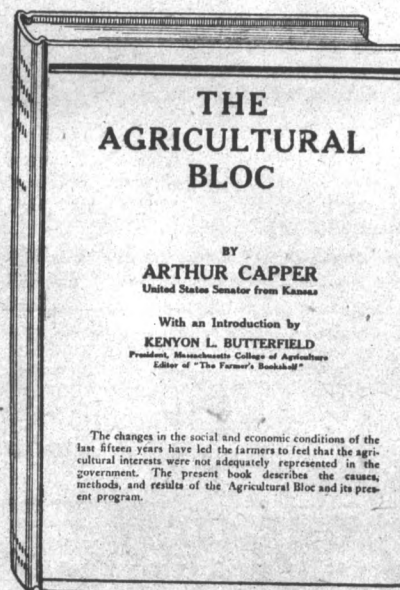 THE
AGRICULTURAL
BLOC
BY
ARTHUR CAPPER
United States Senator from Kansas
With an Introduction by
KENYON L. BUTTERFIELD
President, Massachusetts College of Agriculture
Editor of "The Farmer's Bookshelf"
The changes in the social and economic conditions of the
last fifteen years have led the farmers to feel that the agri-
cultural interests were not adequately represented in the
government. The present book describes the causes,
methods, and results of the Agricultural Bloc and its pres-
ent program.